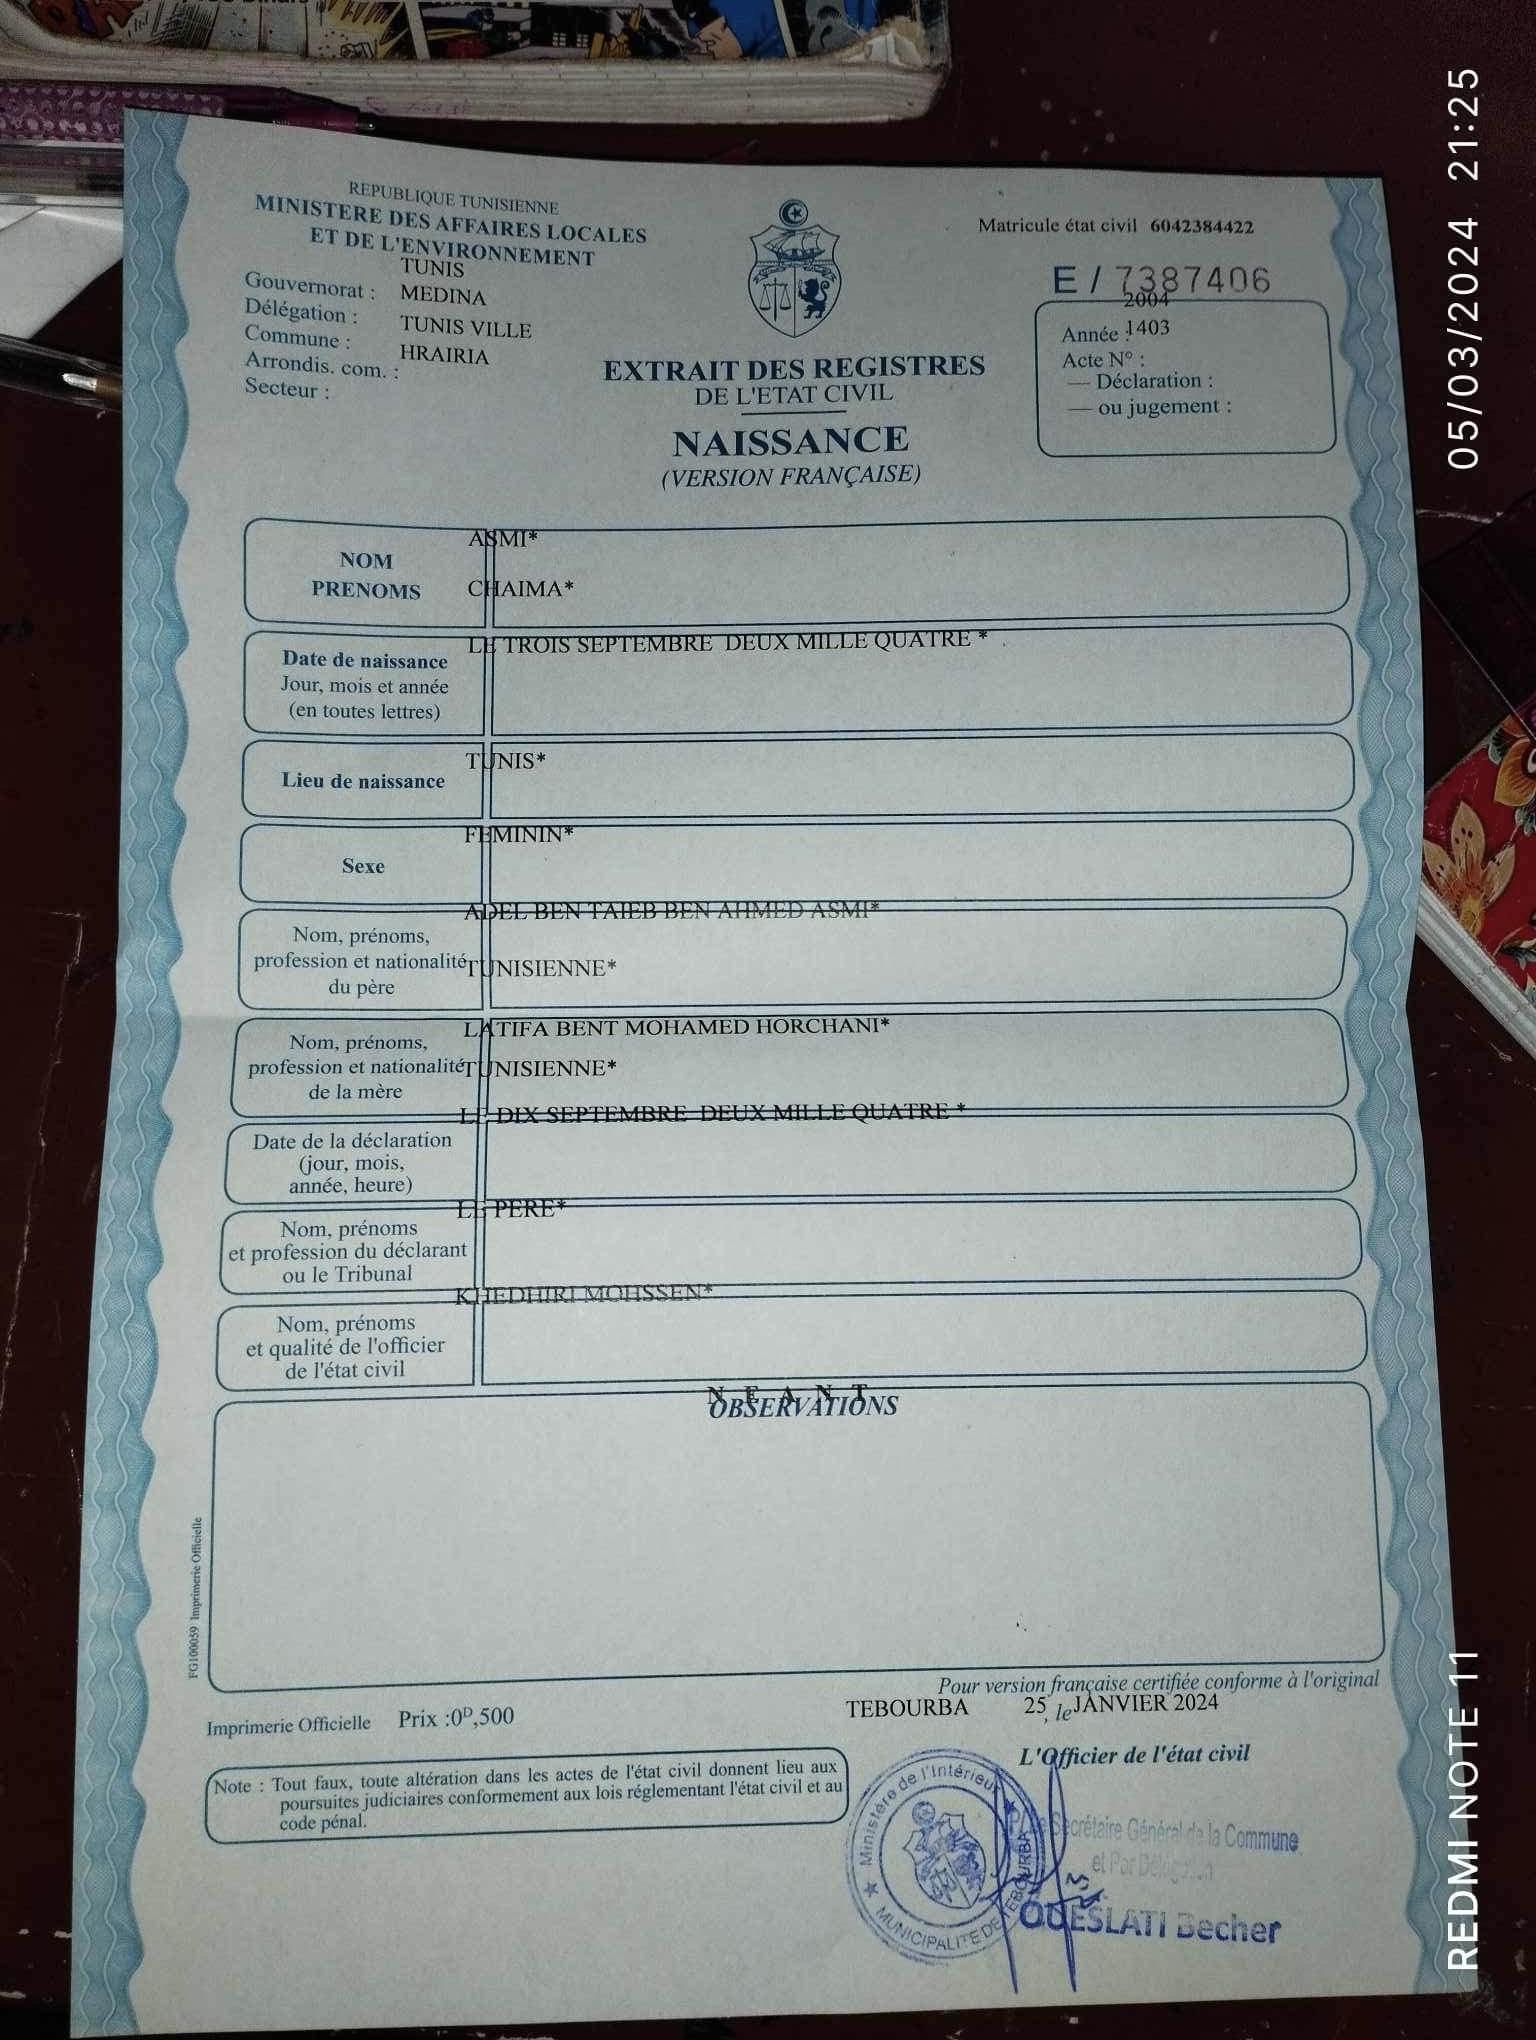 REPUBLIQUE TUNISIENNE
MINISTERE DES AFFAIRES LOCALES
ET DE L'ENVIRONNEMENT
Gouvernorat : TUNIS
Délégation : MEDINA
Commune : TUNIS VILLE
Arrondis. com. : HRAIRIA
Secteur :
Matricule état civil 6042384422
E / 7387406
2004
Année : 1403
Acte N° :
— Déclaration :
— ou jugement :
EXTRAIT DES REGISTRES
DE L'ETAT CIVIL
NAISSANCE
(VERSION FRANÇAISE)
NOM ASMI*
PRENOMS CHAIMA*
LE TROIS SEPTEMBRE DEUX MILLE QUATRE *
Date de naissance
Jour, mois et année
(en toutes lettres)
TUNIS*
Lieu de naissance
FEMININ*
Sexe
ADEL BEN TAIEB BEN AHMED ASMI*
Nom, prénoms,
profession et nationalité TUNISIENNE*
du père
LATIFA BENT MOHAMED HORCHANI*
Nom, prénoms,
profession et nationalité TUNISIENNE*
de la mère
LE DIX SEPTEMBRE DEUX MILLE QUATRE *
Date de la déclaration
(jour, mois,
année, heure)
LE PERE*
Nom, prénoms
et profession du déclarant
ou le Tribunal
KHEDHIRI MOHSSEN*
Nom, prénoms
et qualité de l'officier
de l'état civil
N E A N T
OBSERVATIONS
FG100059 Imprimerie Officielle
Pour version française certifiée conforme à l'original
Imprimerie Officielle Prix :0D,500
TEBOURBA 25 , le JANVIER 2024
L'Officier de l'état civil
Note : Tout faux, toute altération dans les actes de l'état civil donnent lieu aux
poursuites judiciaires conformement aux lois réglementant l'état civil et au
code pénal.
Ministère de l'Intérieur
MUNICIPALITE DE TEBOURBA
Secrétaire Général de la Commune
et Par Délégation
OUESLATI Becher
05/03/2024 21:25
REDMI NOTE 11